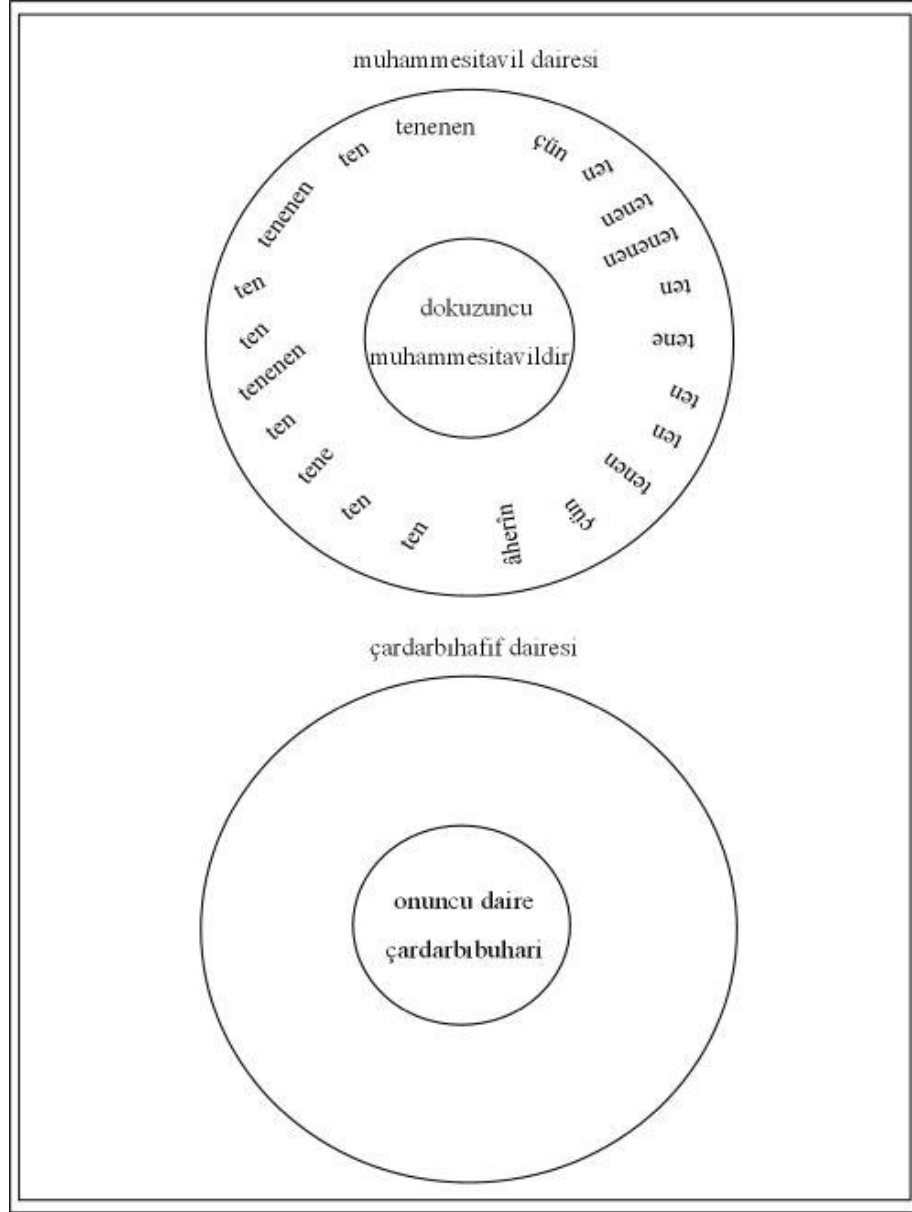 muhammesitavil dairesi
tenenen
çün
ten
tenen
tenenen
ten
tene
ten
ten
tenen
çün
âherîn
ten
ten
tene
ten
tenenen
ten
ten
tenenen
ten
dokuzuncu
muhammesitavildir
çardarbıhafif dairesi
onuncu daire
çardarbıbuhari